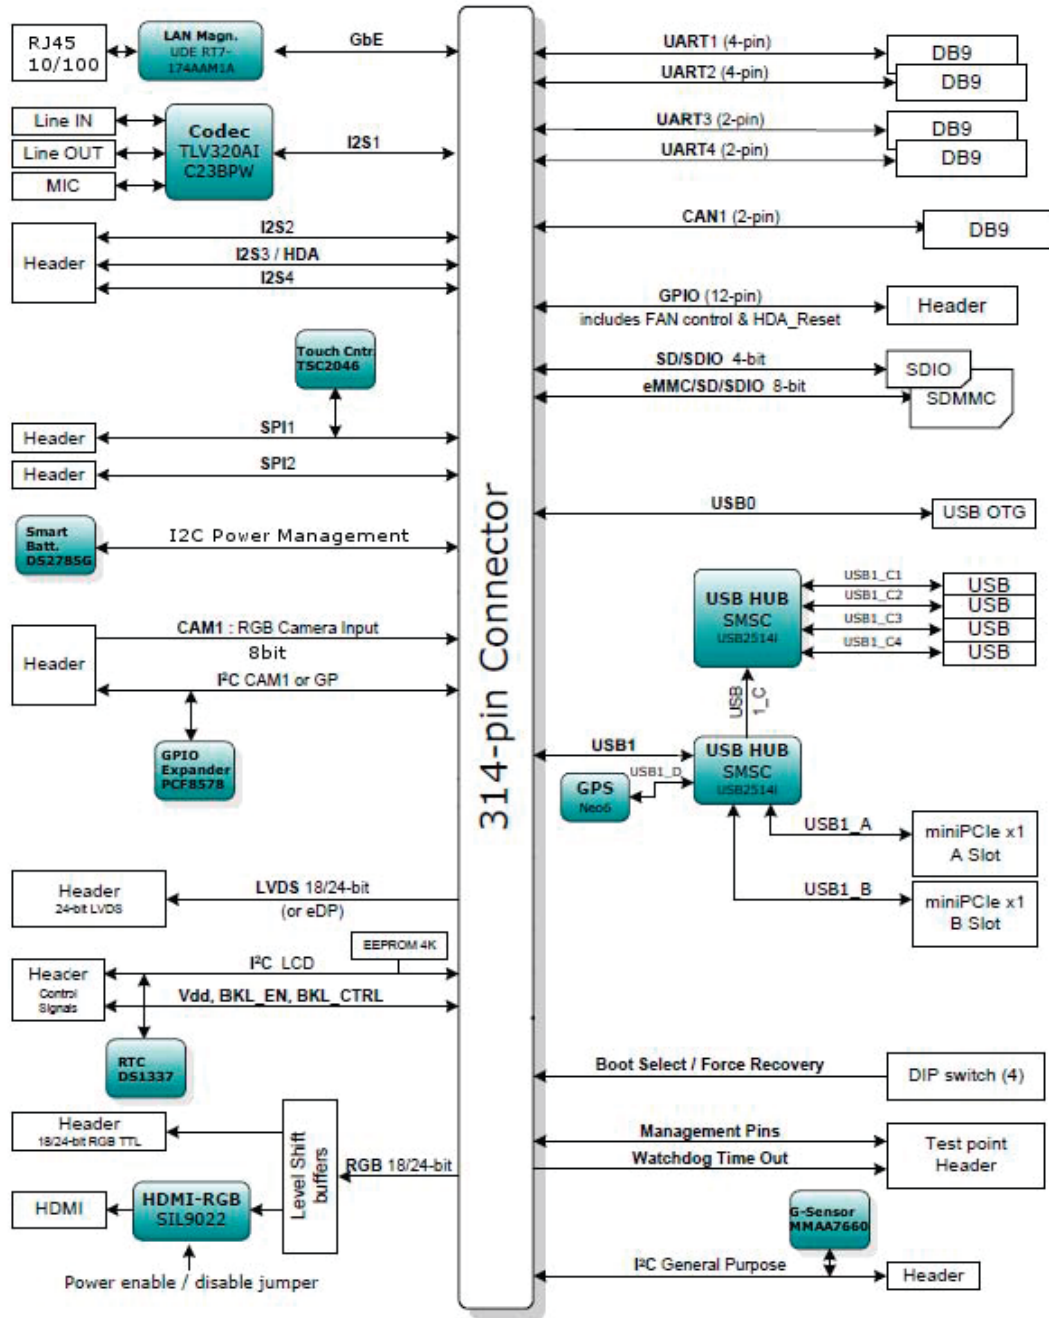 RJ45
10/100
LAN Magn.
UDE RT7-
174AAM1A
GbE
Line IN
Line OUT
MIC
Codec
TLV320AI
C23BPW
I2S1
Header
I2S2
I2S3 / HDA
I2S4
Touch Cntr.
TSC2046
Header
SPI1
Header
SPI2
Smart
Batt.
DS2785G
I2C Power Management
Header
CAM1 : RGB Camera Input
8bit
I²C CAM1 or GP
GPIO
Expander
PCF8578
Header
24-bit LVDS
LVDS 18/24-bit
(or eDP)
EEPROM 4K
Header
Control
Signals
I²C LCD
Vdd, BKL_EN, BKL_CTRL
RTC
DS1337
Header
18/24-bit RGB TTL
Level Shift
buffers
RGB 18/24-bit
HDMI
HDMI-RGB
SIL9022
Power enable / disable jumper
314-pin Connector
UART1 (4-pin)
DB9
UART2 (4-pin)
DB9
UART3 (2-pin)
DB9
UART4 (2-pin)
DB9
CAN1 (2-pin)
DB9
GPIO (12-pin)
includes FAN control & HDA_Reset
Header
SD/SDIO 4-bit
SDIO
eMMC/SD/SDIO 8-bit
SDMMC
USB0
USB OTG
USB HUB
SMSC
USB2514I
USB1_C1
USB
USB1_C2
USB
USB1_C3
USB
USB1_C4
USB
USB
1_C
USB1
USB HUB
SMSC
USB2514I
USB1_D
GPS
Neo6
USB1_A
miniPCIe x1
A Slot
USB1_B
miniPCIe x1
B Slot
Boot Select / Force Recovery
DIP switch (4)
Management Pins
Watchdog Time Out
Test point
Header
G-Sensor
MMAA7660
I²C General Purpose
Header